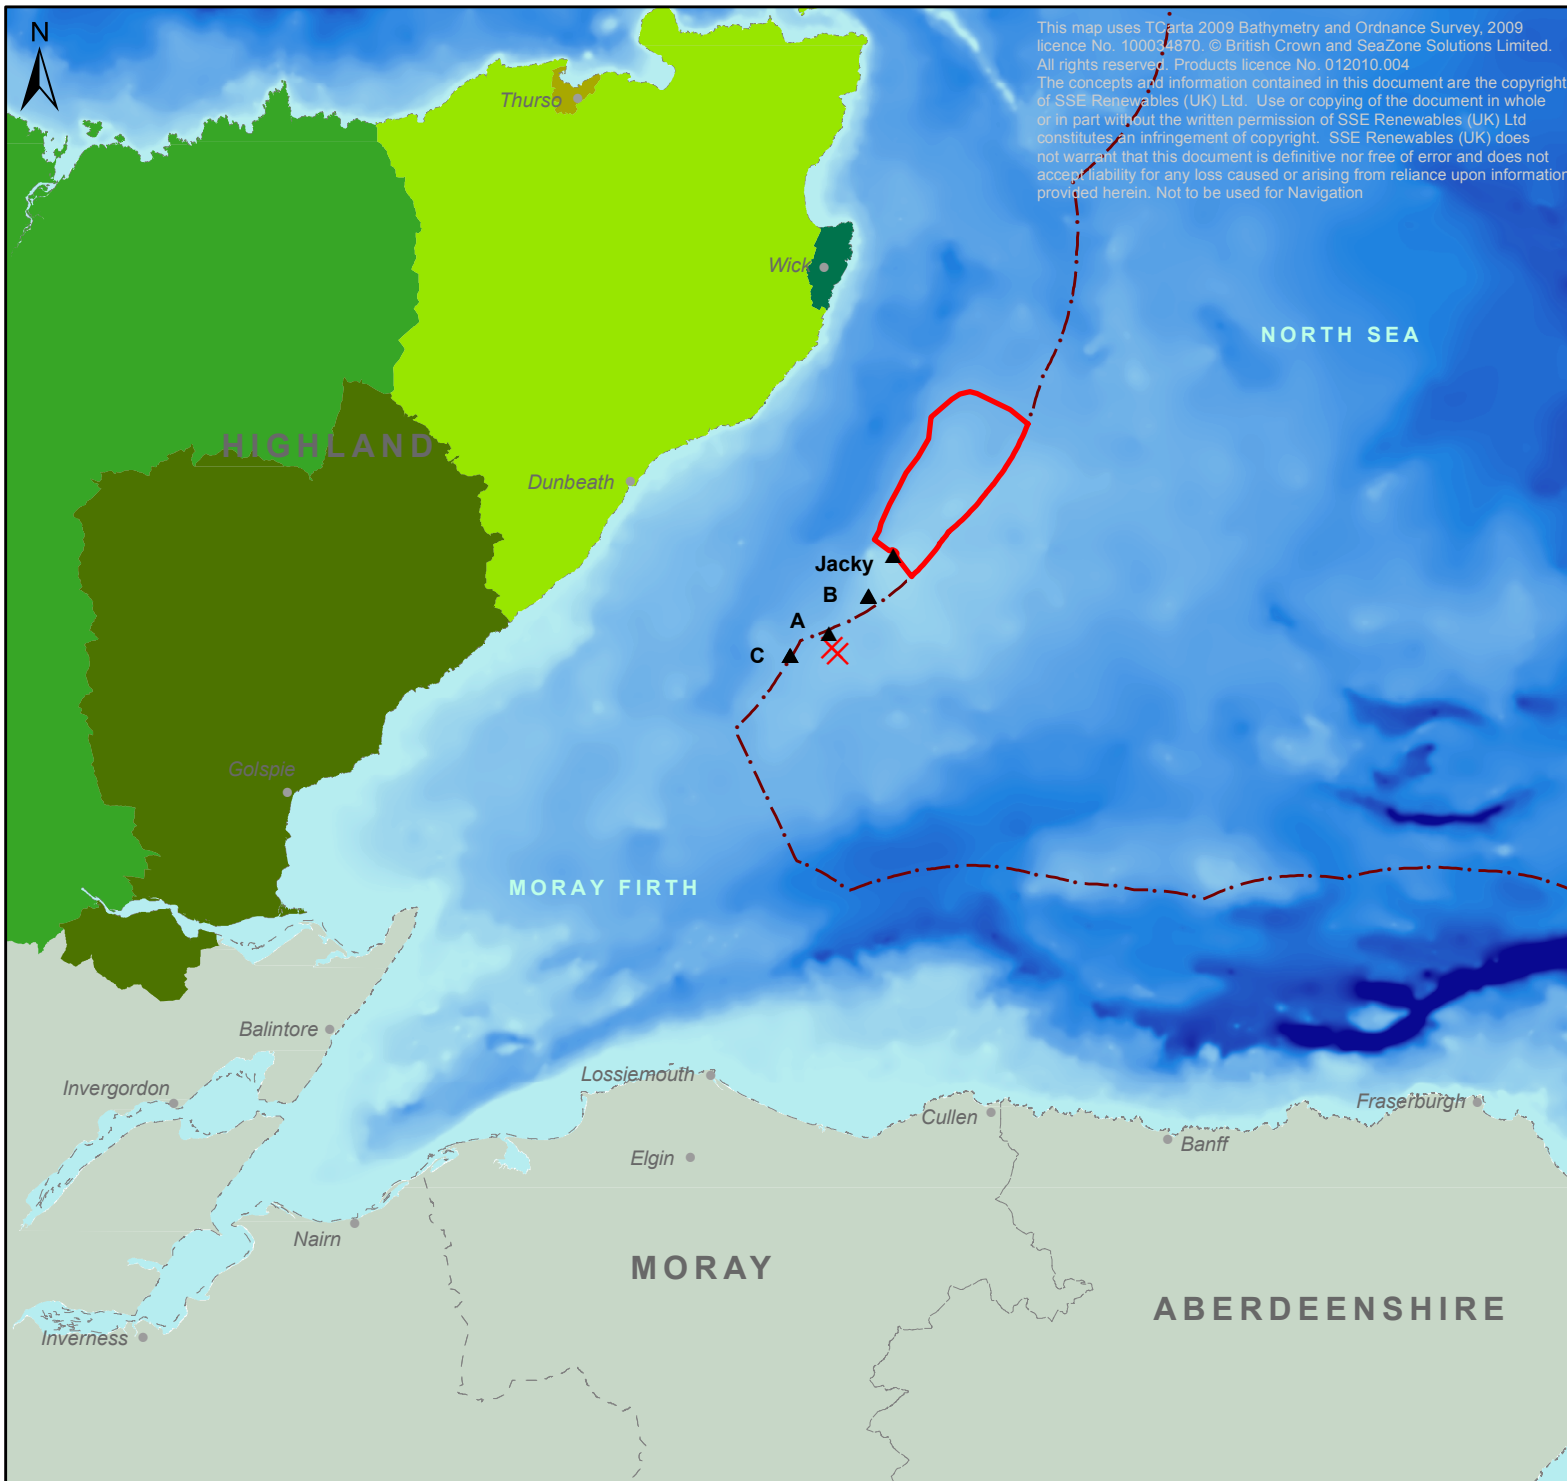 This map uses TCarta 2009 Bathymetry and Ordnance Survey, 2009
licence No. 100034870. © British Crown and SeaZone Solutions Limited.
All rights reserved. Products licence No. 012010.004
The concepts and information contained in this document are the copyright
of SSE Renewables (UK) Ltd. Use or copying of the document in whole
or in part without the written permission of SSE Renewables (UK) Ltd
constitutes an infringement of copyright. SSE Renewables (UK) does
not warrant that this document is definitive nor free of error and does not
accept liability for any loss caused or arising from reliance upon information
provided herein. Not to be used for Navigation
N
Thurso
Wick
NORTH SEA
HIGHLAND
Dunbeath
Jacky
B
A
C
Golspie
MORAY FIRTH
Balintore
Invergordon
Lossiemouth
Cullen
Fraserburgh
Banff
Elgin
Nairn
MORAY
ABERDEENSHIRE
Inverness